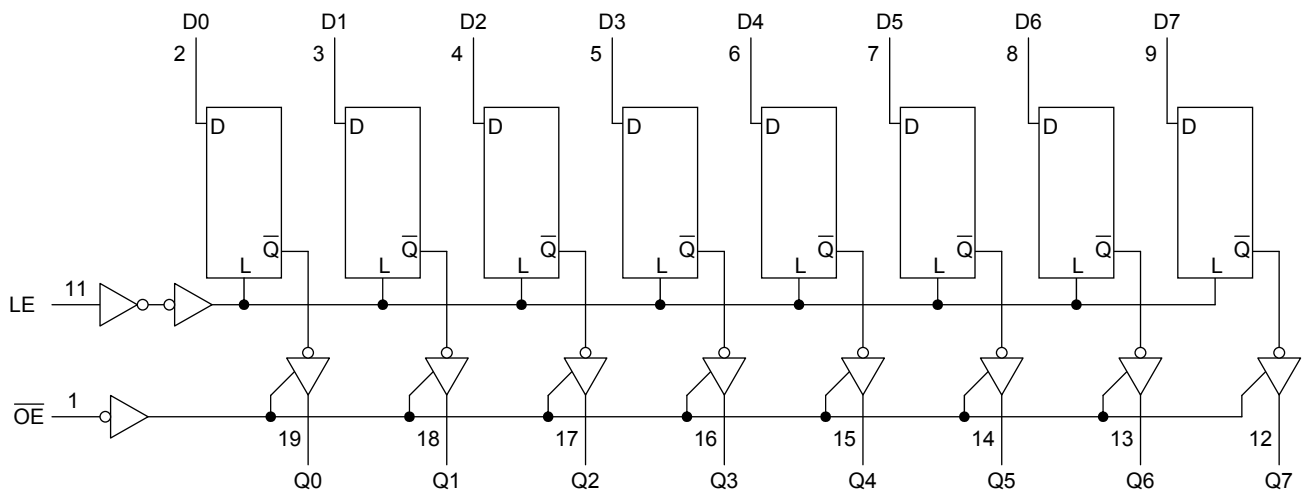 D0 D1 D2 D3 D4 D5 D6 D7
2 3 4 5 6 7 8 9
D D D D D D D D
Q̅ Q̅ Q̅ Q̅ Q̅ Q̅ Q̅ Q̅
L L L L L L L L
LE 11
O̅E̅ 1
19 18 17 16 15 14 13 12
Q0 Q1 Q2 Q3 Q4 Q5 Q6 Q7